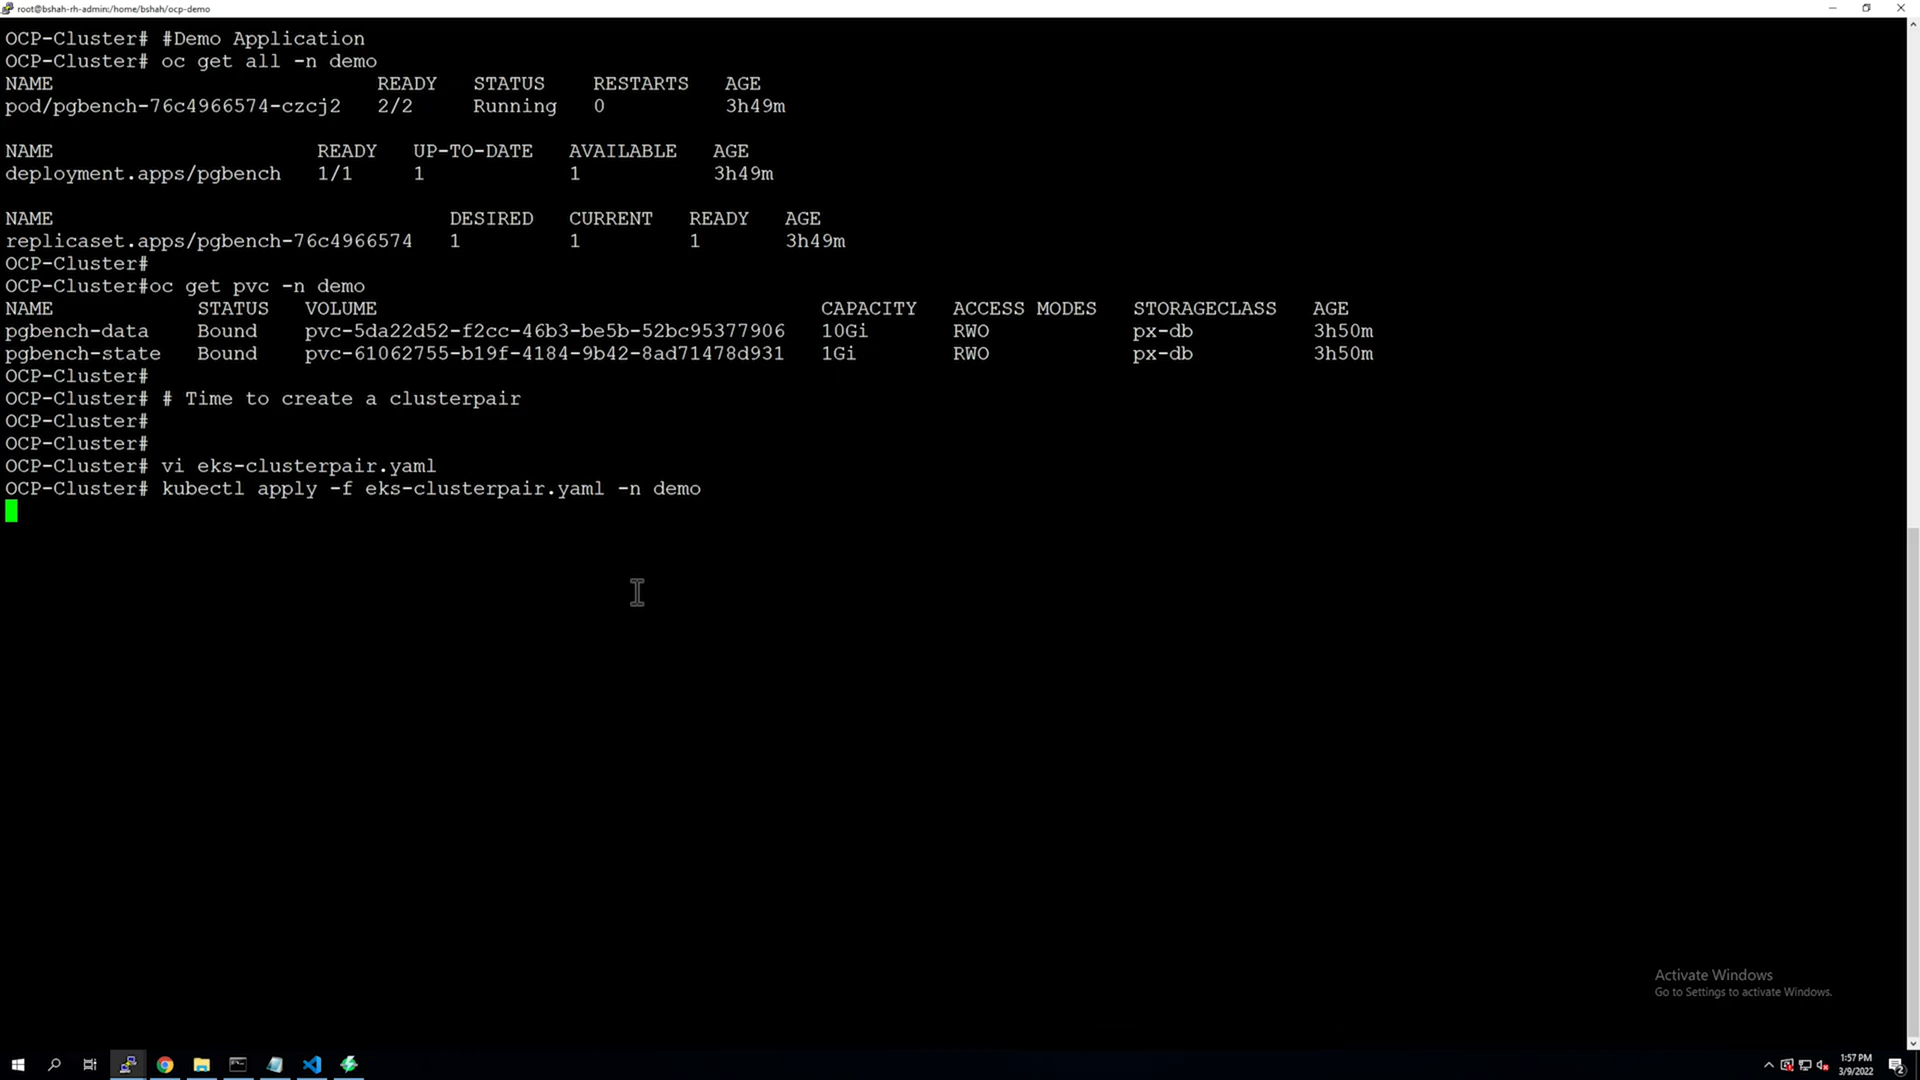 root@bshah-rh-admin:/home/bshah/ocp-demo
OCP-Cluster# #Demo Application
OCP-Cluster# oc get all -n demo
NAME READY STATUS RESTARTS AGE
pod/pgbench-76c4966574-czcj2 2/2 Running 0 3h49m
NAME READY UP-TO-DATE AVAILABLE AGE
deployment.apps/pgbench 1/1 1 1 3h49m
NAME DESIRED CURRENT READY AGE
replicaset.apps/pgbench-76c4966574 1 1 1 3h49m
OCP-Cluster#
OCP-Cluster#oc get pvc -n demo
NAME STATUS VOLUME CAPACITY ACCESS MODES STORAGECLASS AGE
pgbench-data Bound pvc-5da22d52-f2cc-46b3-be5b-52bc95377906 10Gi RWO px-db 3h50m
pgbench-state Bound pvc-61062755-b19f-4184-9b42-8ad71478d931 1Gi RWO px-db 3h50m
OCP-Cluster#
OCP-Cluster# # Time to create a clusterpair
OCP-Cluster#
OCP-Cluster#
OCP-Cluster# vi eks-clusterpair.yaml
OCP-Cluster# kubectl apply -f eks-clusterpair.yaml -n demo
Activate Windows
Go to Settings to activate Windows.
1:57 PM
3/9/2022
2